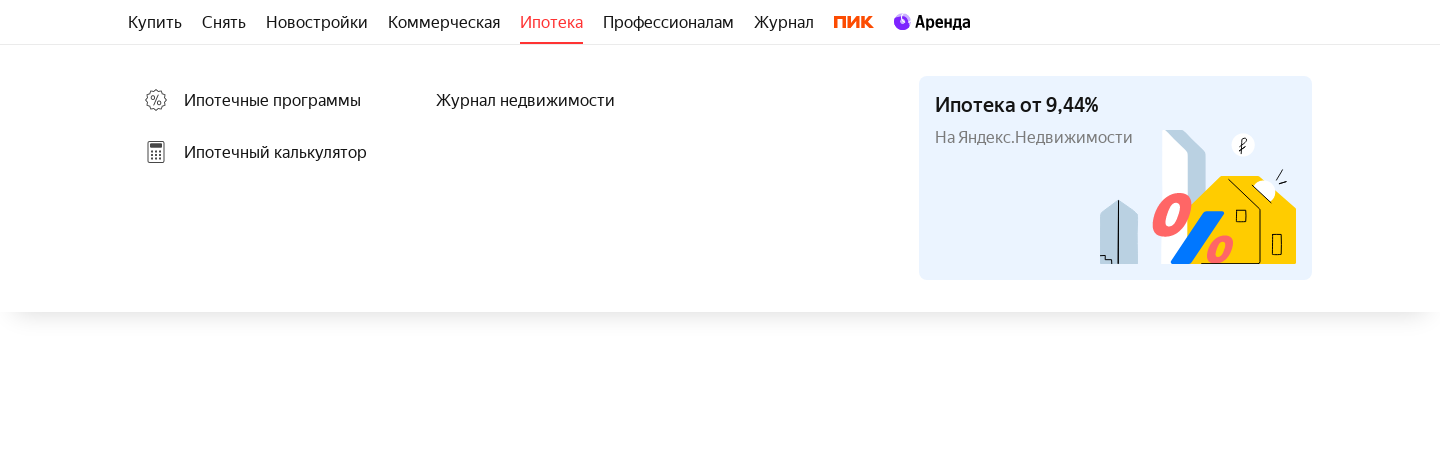 Купить Снять Новостройки Коммерческая Ипотека Профессионалам Журнал ПИК Аренда
Ипотечные программы
Ипотечный калькулятор
Журнал недвижимости
Ипотека от 9,44%
На Яндекс.Недвижимости
%